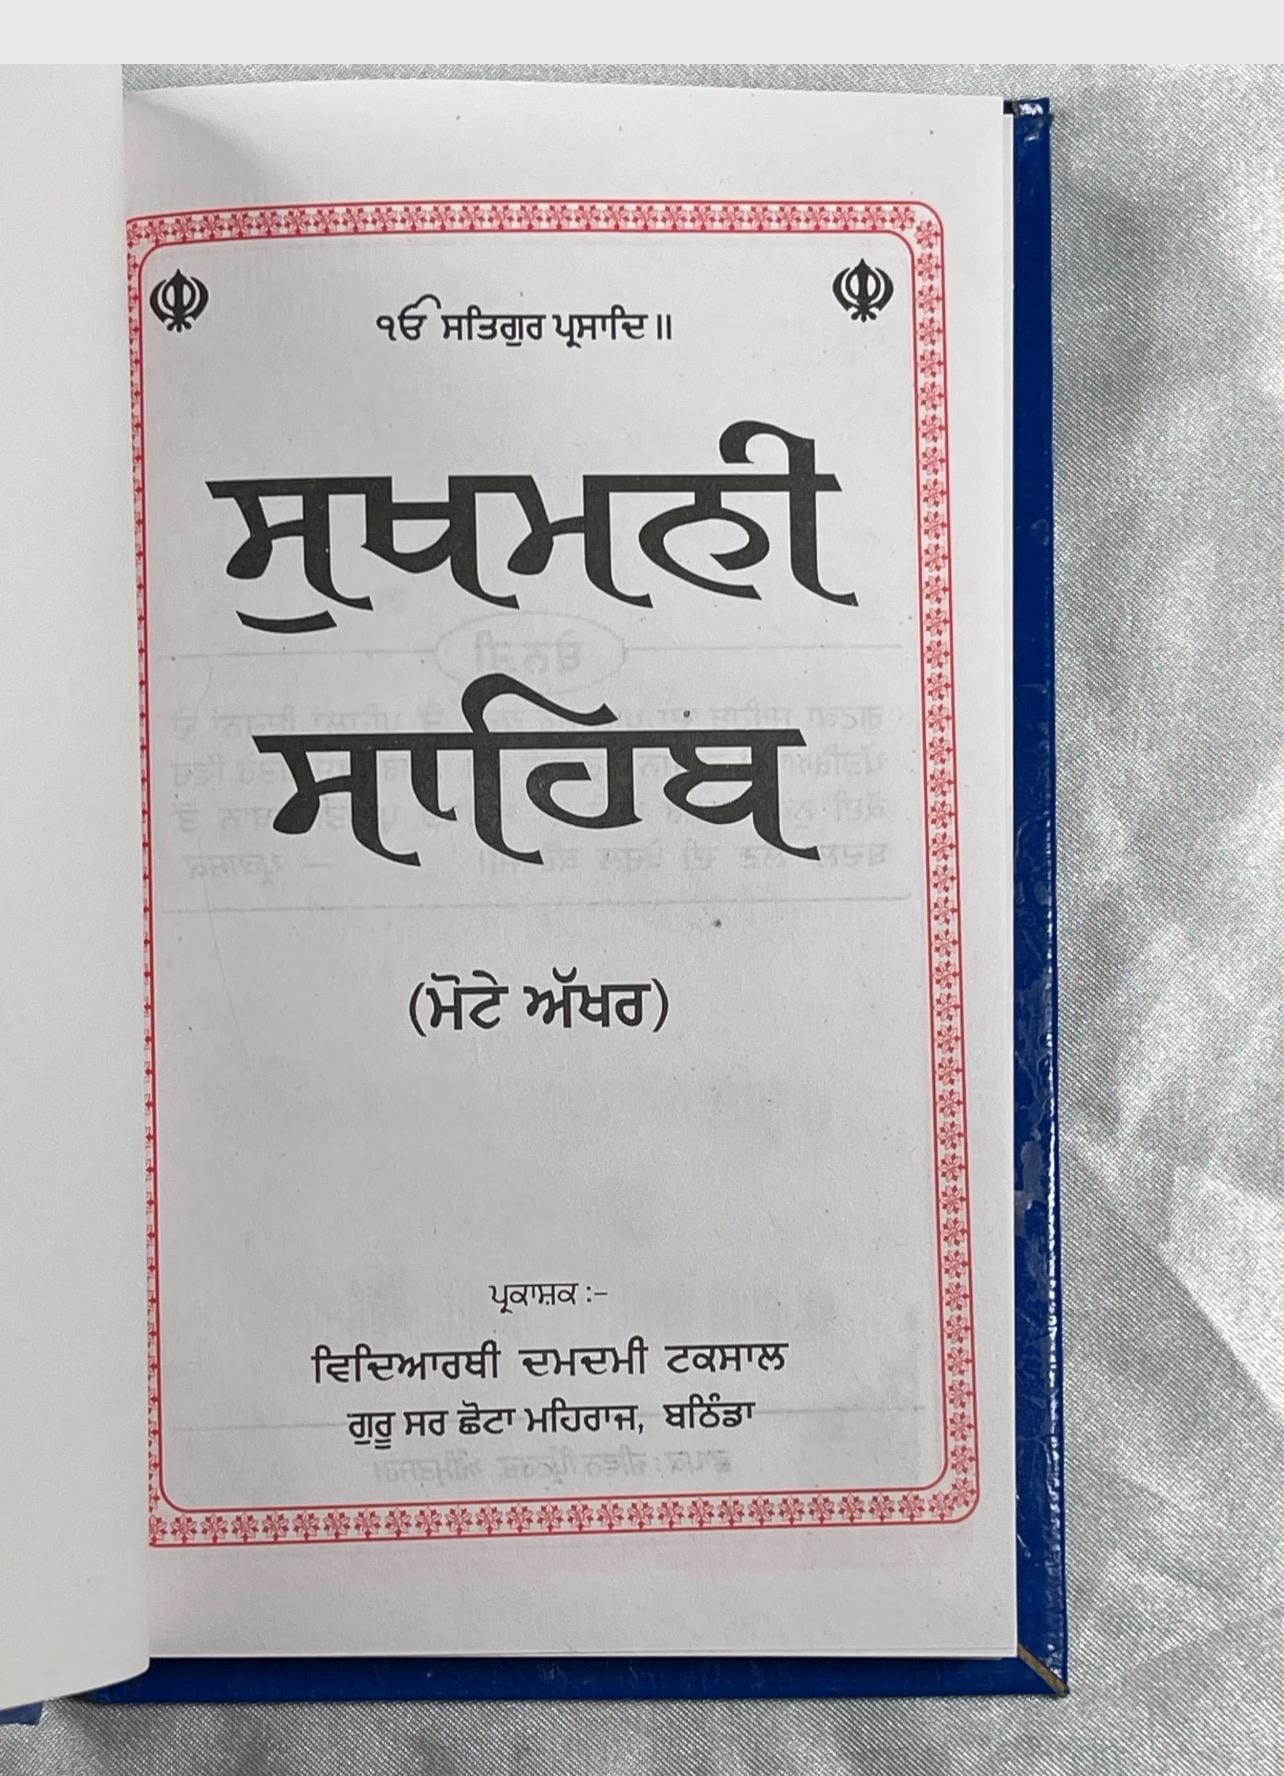 ੴ ਸਤਿਗੁਰ ਪ੍ਰਸਾਦਿ॥
ਸੁਖਮਨੀ
ਸਾਹਿਬ
(ਮੋਟੇ ਅੱਖਰ)
ਪ੍ਰਕਾਸ਼ਕ :-
ਵਿਦਿਆਰਥੀ ਦਮਦਮੀ ਟਕਸਾਲ
ਗੁਰੂ ਸਰ ਛੋਟਾ ਮਹਿਰਾਜ, ਬਠਿੰਡਾ